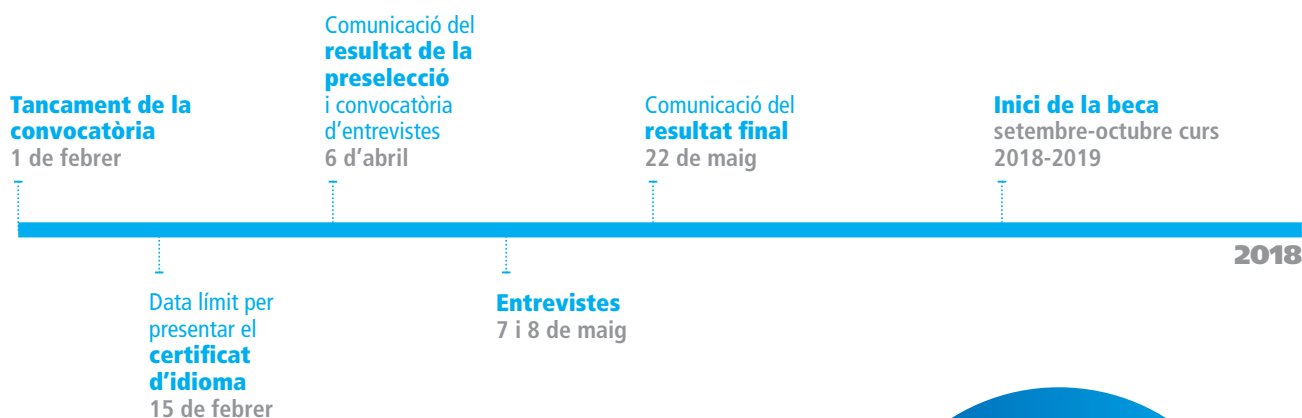 Tancament de la
convocatòria
1 de febrer
Comunicació del
resultat de la
preselecció
i convocatòria
d'entrevistes
6 d'abril
Comunicació del
resultat final
22 de maig
Inici de la beca
setembre-octubre curs
2018-2019
2018
Data límit per
presentar el
certificat
d'idioma
15 de febrer
Entrevistes
7 i 8 de maig